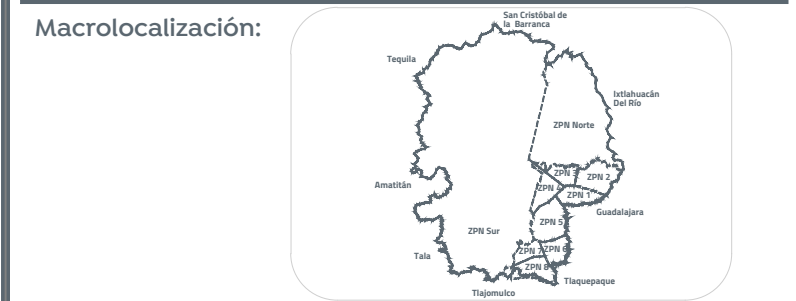 Macrolocalización:
San Cristóbal de
la Barranca
Tequila
Ixtlahuacán
Del Río
ZPN Norte
ZPN 3
ZPN 2
ZPN 4
ZPN 1
Amatitán
Guadalajara
ZPN 5
ZPN Sur
ZPN 7
ZPN 6
Tala
ZPN 8
Tlaquepaque
Tlajomulco